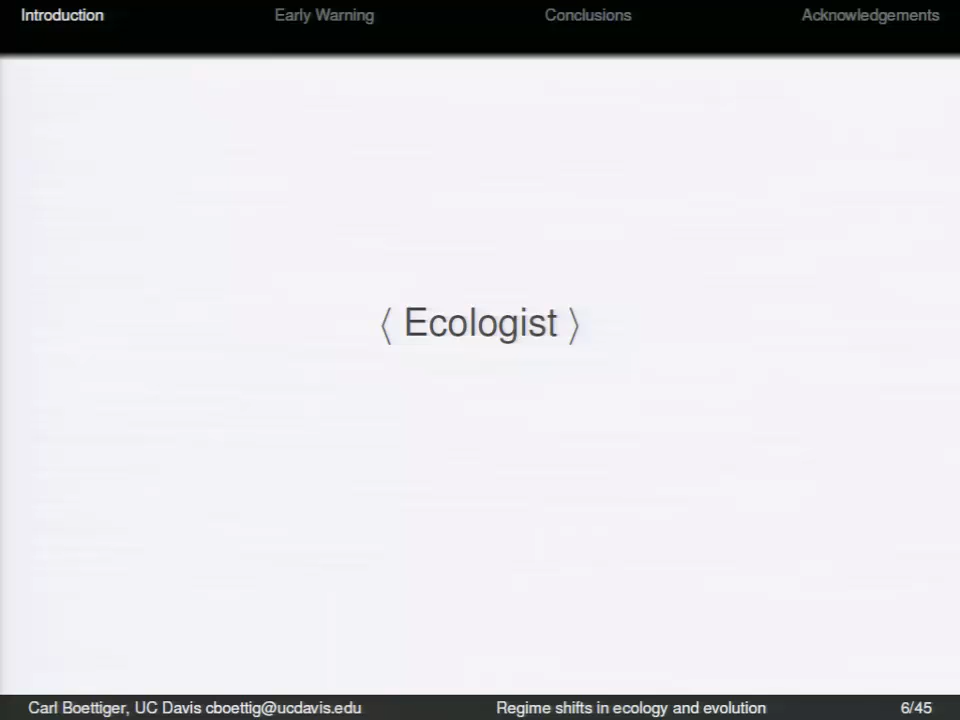 Introduction Early Warning Conclusions Acknowledgements
⟨ Ecologist ⟩
Carl Boettiger, UC Davis cboettig@ucdavis.edu Regime shifts in ecology and evolution 6/45